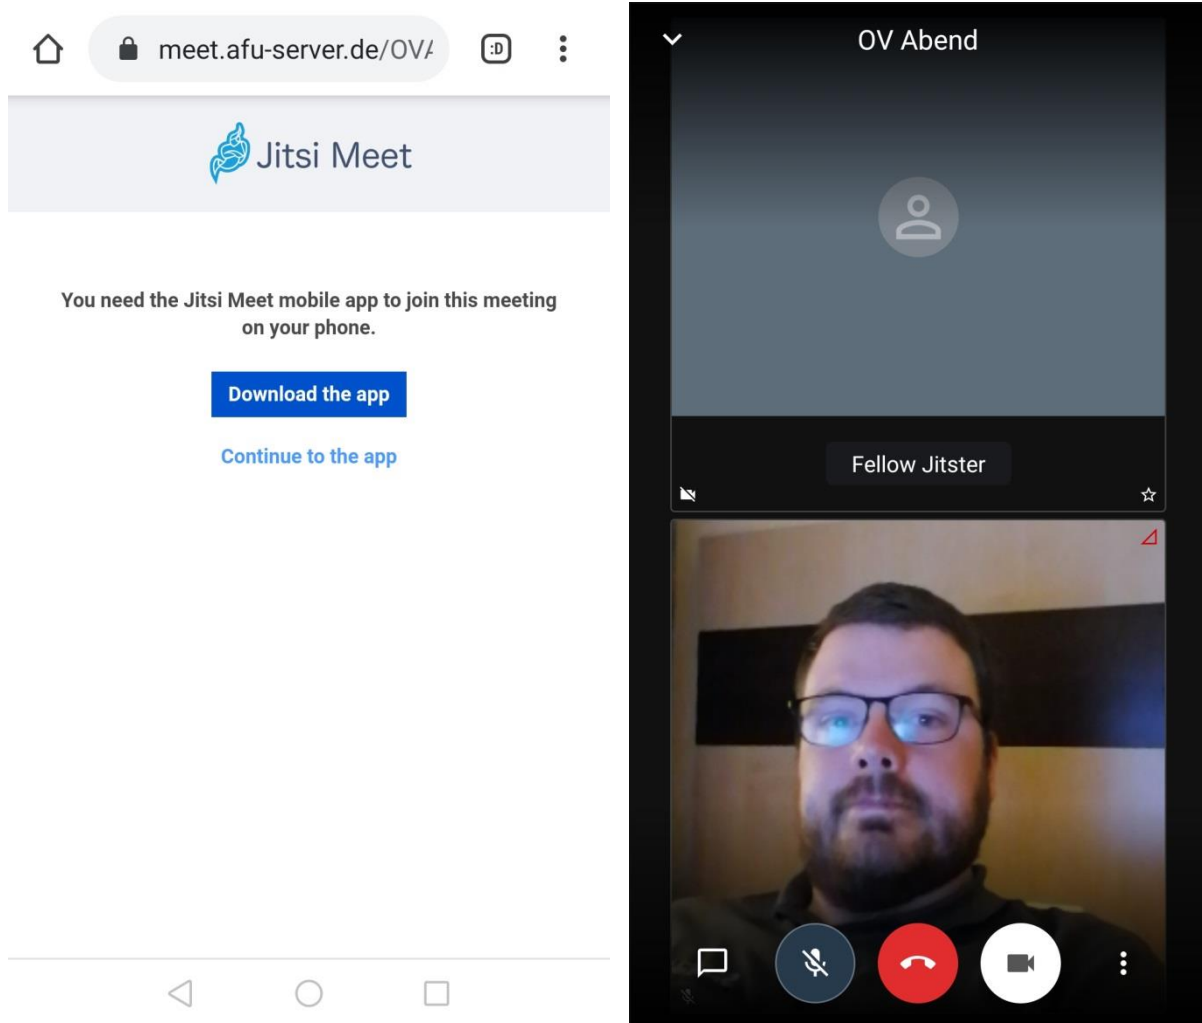 meet.afu-server.de/OVA
:D
Jitsi Meet
You need the Jitsi Meet mobile app to join this meeting
on your phone.
Download the app
Continue to the app
OV Abend
Fellow Jitster